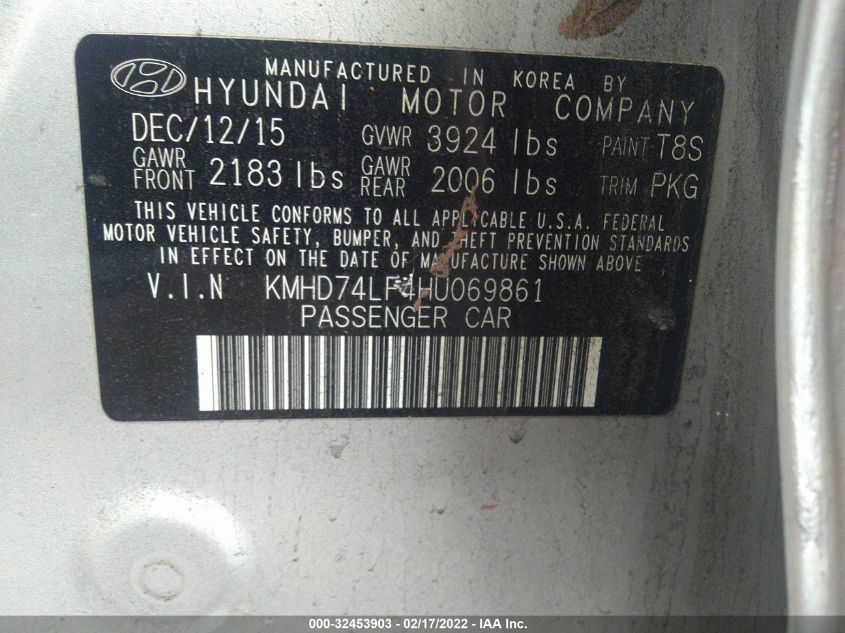 MANUFACTURED IN KOREA BY
HYUNDAI MOTOR COMPANY
DEC/12/15 GVWR 3924 lbs PAINT T8S
GAWR FRONT 2183 lbs GAWR REAR 2006 lbs TRIM PKG
THIS VEHICLE CONFORMS TO ALL APPLICABLE U.S.A. FEDERAL
MOTOR VEHICLE SAFETY, BUMPER, AND THEFT PREVENTION STANDARDS
IN EFFECT ON THE DATE OF MANUFACTURE SHOWN ABOVE.
V.I.N KMHD74LF4HU069861
PASSENGER CAR
000-32453903 - 02/17/2022 - IAA Inc.